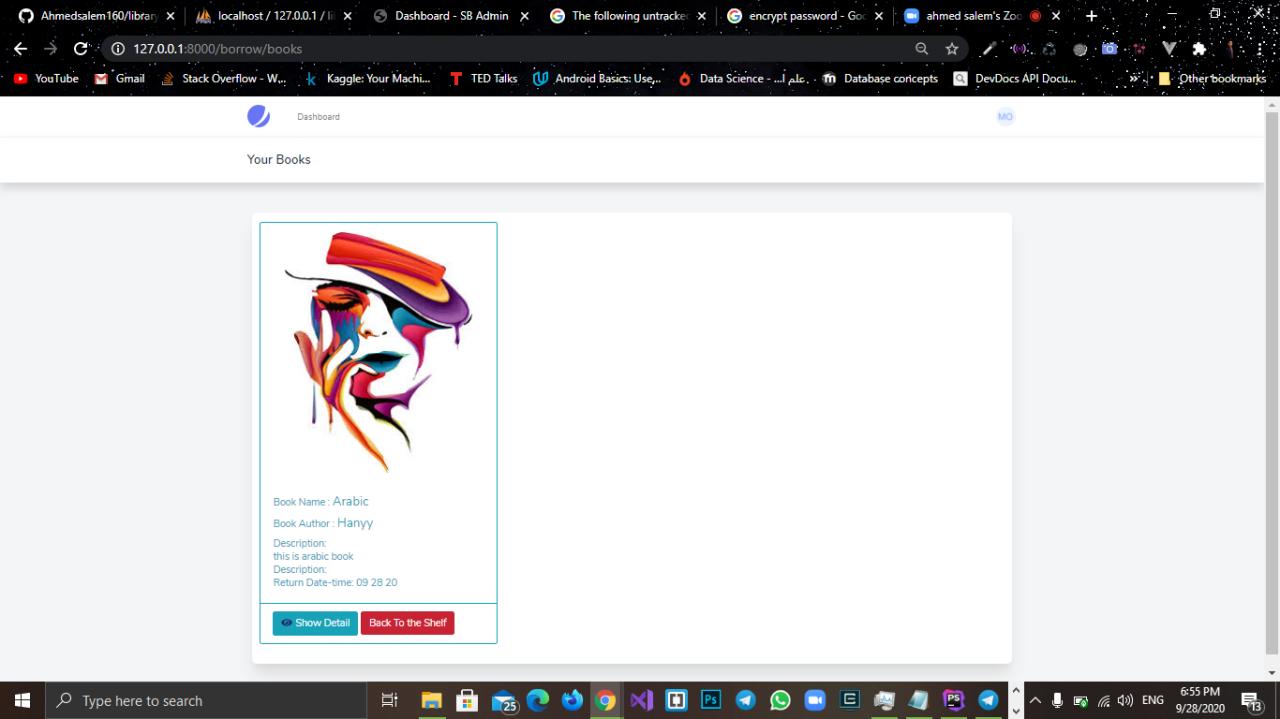 Ahmedsalem160/library
localhost / 127.0.0.1 / li
Dashboard - SB Admin
The following untracke
encrypt password - Goo
ahmed salem's Zoo
127.0.0.1:8000/borrow/books
YouTube
Gmail
Stack Overflow - W...
Kaggle: Your Machi...
TED Talks
Android Basics: Use...
Data Science - ...علم أ.
Database concepts
DevDocs API Docu...
Other bookmarks
Dashboard
MO
Your Books
Book Name : Arabic
Book Author : Hanyy
Description:
this is arabic book
Description:
Return Date-time: 09 28 20
Show Detail
Back To the Shelf
Type here to search
25
Ps
PS
ENG
6:55 PM
9/28/2020
13